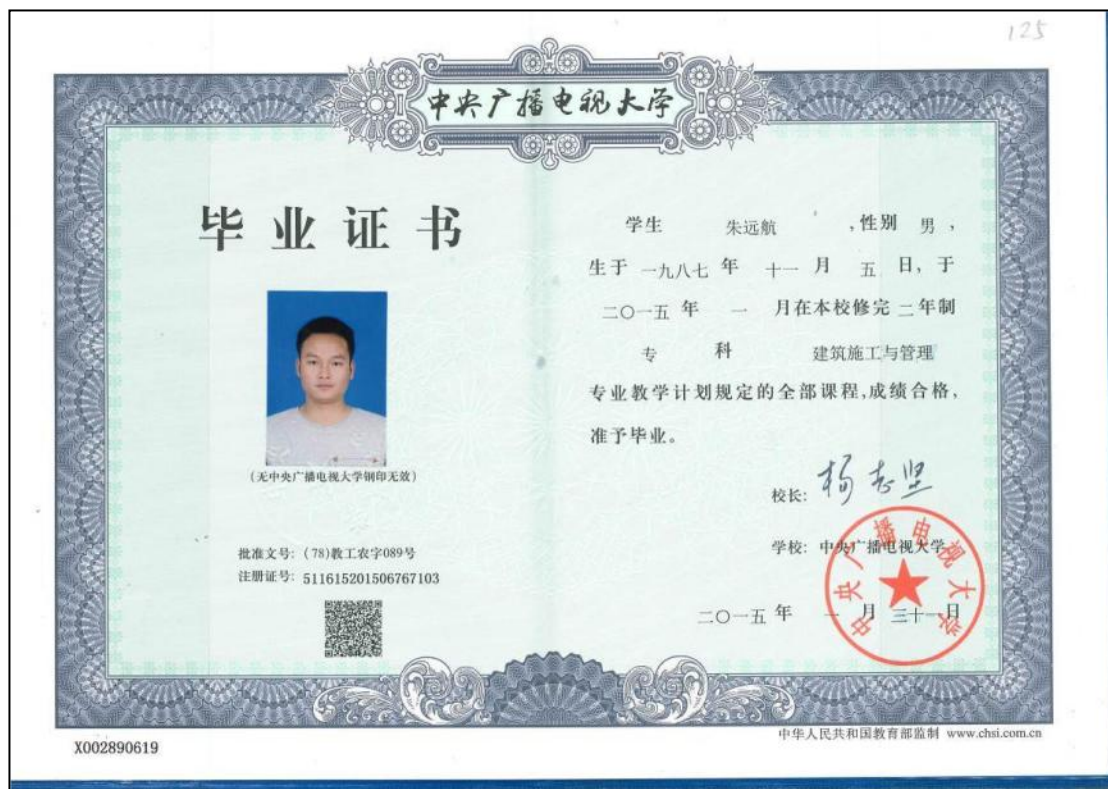 125
中央广播电视大学
毕业证书
(无中央广播电视大学钢印无效)
批准文号: (78)教工农字089号
注册证号: 511615201506767103
学生 朱远航 ,性别 男 ,
生于 一九八七 年 十一 月 五 日, 于
二〇一五 年 一 月在本校修完 二 年制
专 科 建筑施工与管理
专业教学计划规定的全部课程,成绩合格,
准予毕业。
校长: 杨志坚
学校: 中央广播电视大学
中央广播电视大学
二〇一五 年 一 月 三十一 日
X002890619
中华人民共和国教育部监制 www.chsi.com.cn